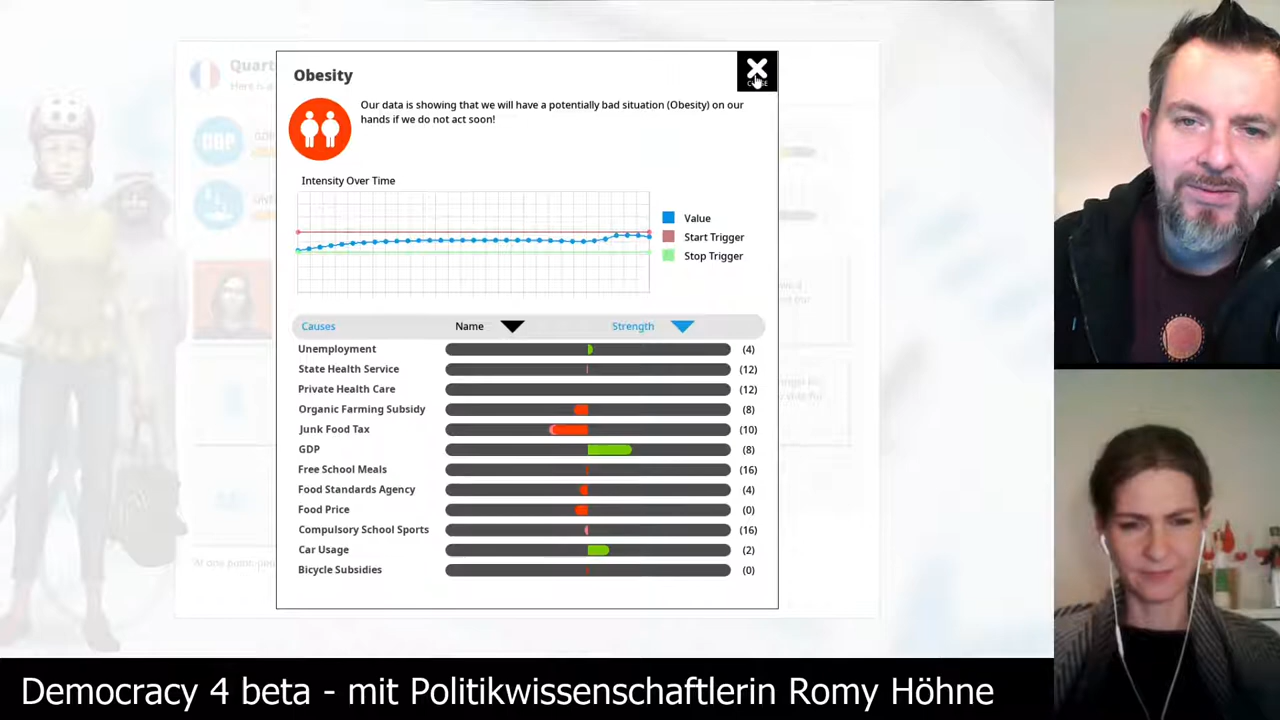 Quart
Here is a
Obesity
CLOSE
Our data is showing that we will have a potentially bad situation (Obesity) on our
hands if we do not act soon!
Intensity Over Time
Value
Start Trigger
Stop Trigger
Causes Name Strength
Unemployment (4)
State Health Service (12)
Private Health Care (12)
Organic Farming Subsidy (8)
Junk Food Tax (10)
GDP (8)
Free School Meals (16)
Food Standards Agency (4)
Food Price (0)
Compulsory School Sports (16)
Car Usage (2)
Bicycle Subsidies (0)
Democracy 4 beta - mit Politikwissenschaftlerin Romy Höhne